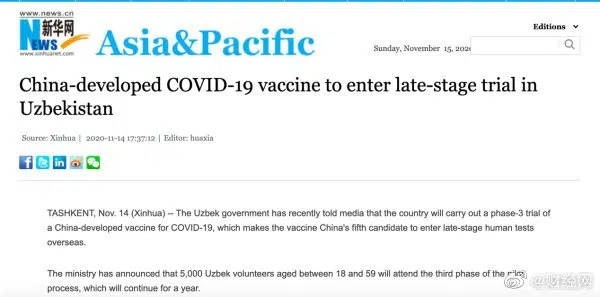 www.news.cn
新华网
NEWS
www.xinhuanet.com
Asia&Pacific
Editions
Sunday, November 15, 2020
China-developed COVID-19 vaccine to enter late-stage trial in
Uzbekistan
Source: Xinhua | 2020-11-14 17:37:12 | Editor: huaxia
TASHKENT, Nov. 14 (Xinhua) -- The Uzbek government has recently told media that the country will carry out a phase-3 trial of
a China-developed vaccine for COVID-19, which makes the vaccine China's fifth candidate to enter late-stage human tests
overseas.
The ministry has announced that 5,000 Uzbek volunteers aged between 18 and 59 will attend the third phase of the
process, which will continue for a year.
@财经网